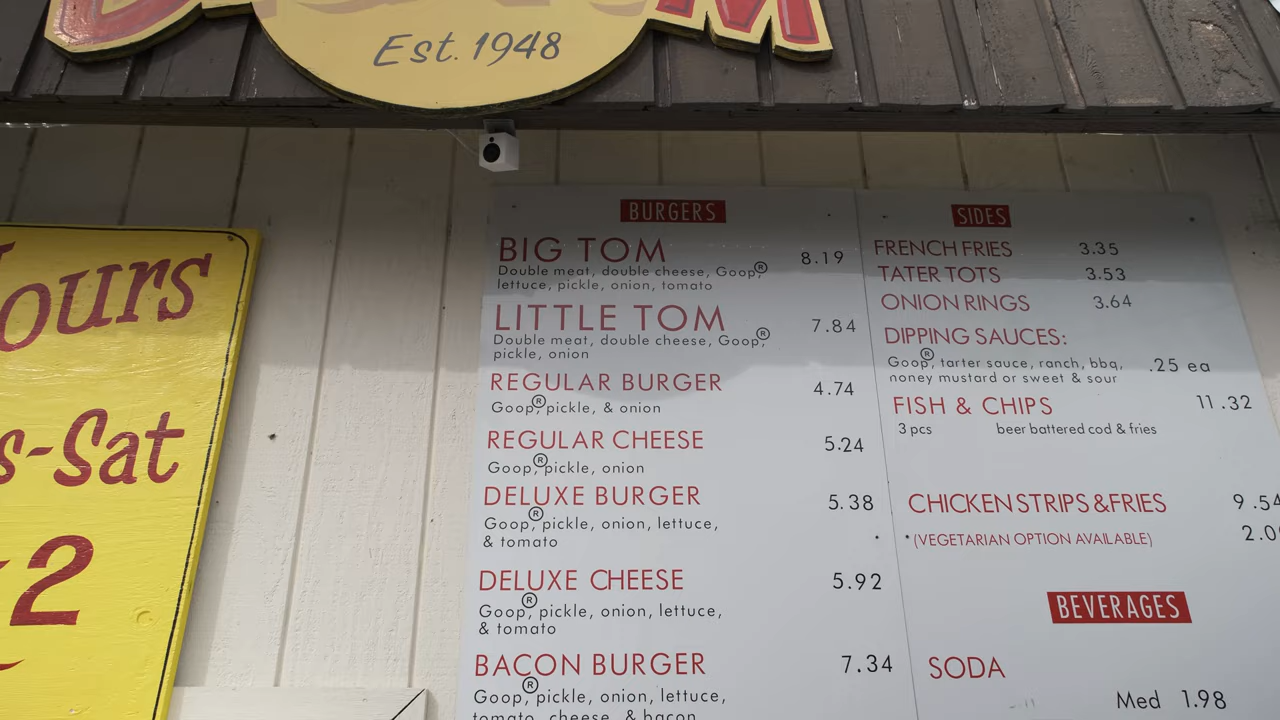 Est. 1948
Hours
s-Sat
2
BURGERS
BIG TOM 8.19
Double meat, double cheese, Goop,®
lettuce, pickle, onion, tomato
LITTLE TOM 7.84
Double meat, double cheese, Goop,®
pickle, onion
REGULAR BURGER 4.74
Goop,® pickle, & onion
REGULAR CHEESE 5.24
Goop,® pickle, onion
DELUXE BURGER 5.38
Goop,® pickle, onion, lettuce,
& tomato
DELUXE CHEESE 5.92
Goop,® pickle, onion, lettuce,
& tomato
BACON BURGER 7.34
Goop,® pickle, onion, lettuce,
tomato, cheese, & bacon
SIDES
FRENCH FRIES 3.35
TATER TOTS 3.53
ONION RINGS 3.64
DIPPING SAUCES:
Goop,® tarter sauce, ranch, bbq, .25 ea
noney mustard or sweet & sour
FISH & CHIPS 11.32
3 pcs beer battered cod & fries
CHICKEN STRIPS & FRIES 9.54
*(VEGETARIAN OPTION AVAILABLE) 2.0
BEVERAGES
SODA
Med 1.98